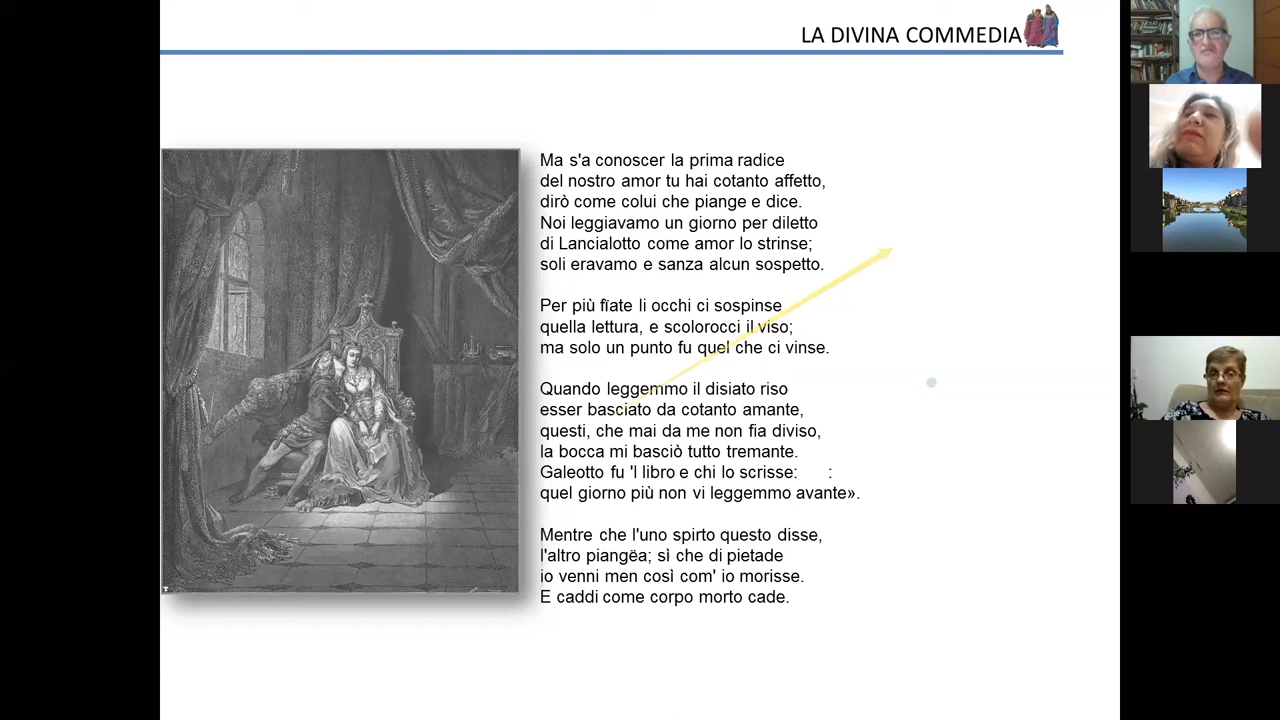 LA DIVINA COMMEDIA
Ma s'a conoscer la prima radice
del nostro amor tu hai cotanto affetto,
dirò come colui che piange e dice.
Noi leggiavamo un giorno per diletto
di Lancialotto come amor lo strinse;
soli eravamo e sanza alcun sospetto.
Per più fïate li occhi ci sospinse
quella lettura, e scolorocci il viso;
ma solo un punto fu quel che ci vinse.
Quando leggemmo il disiato riso
esser basciato da cotanto amante,
questi, che mai da me non fia diviso,
la bocca mi basciò tutto tremante.
Galeotto fu 'l libro e chi lo scrisse: :
quel giorno più non vi leggemmo avante».
Mentre che l'uno spirto questo disse,
l'altro piangëa; sì che di pietade
io venni men così com' io morisse.
E caddi come corpo morto cade.